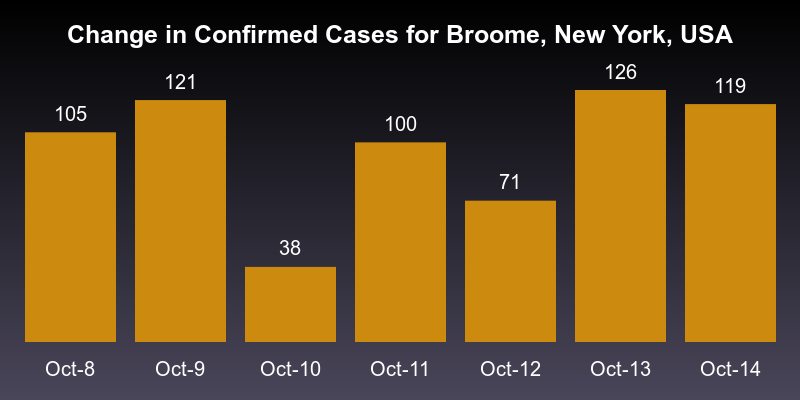 Change in Confirmed Cases for Broome, New York, USA
105
121
38
100
71
126
119
Oct-8
Oct-9
Oct-10
Oct-11
Oct-12
Oct-13
Oct-14